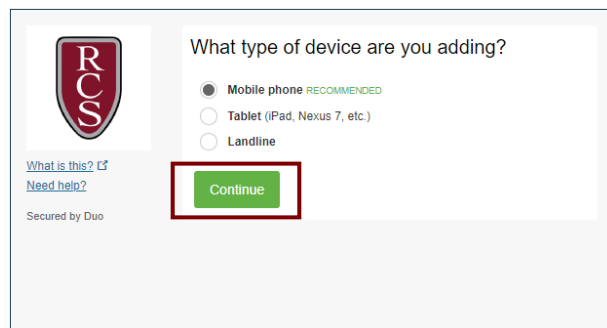 R
C
S
What is this?
Need help?
Secured by Duo
What type of device are you adding?
Mobile phone RECOMMENDED
Tablet (iPad, Nexus 7, etc.)
Landline
Continue